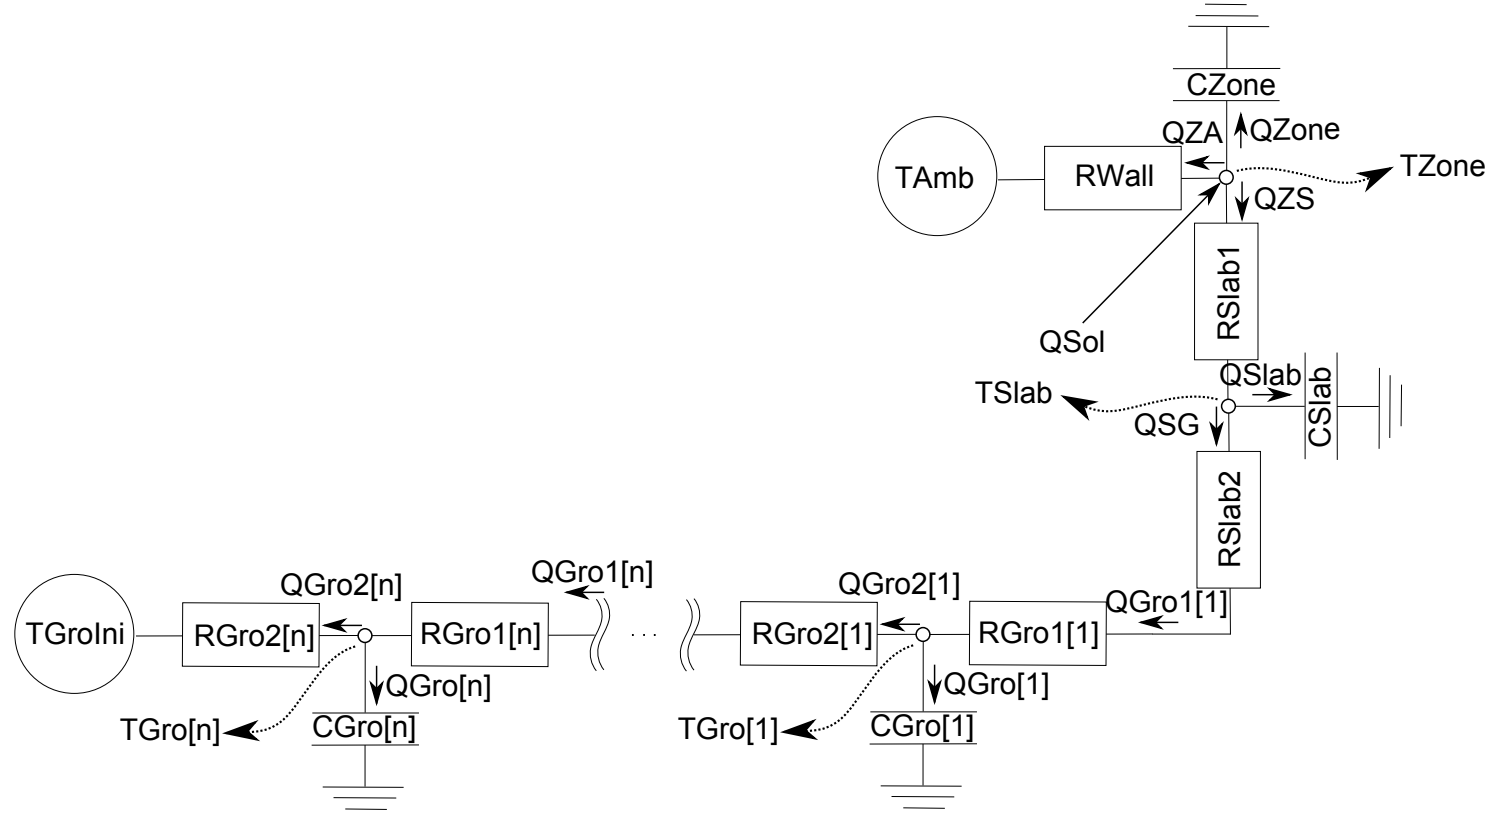 CZone
QZA
QZone
TAmb
RWall
TZone
QZS
RSlab1
QSol
QSlab
TSlab
CSlab
QSG
RSlab2
QGro1[n]
QGro2[n]
QGro2[1]
QGro1[1]
TGroIni
RGro2[n]
RGro1[n]
...
RGro2[1]
RGro1[1]
QGro[n]
QGro[1]
TGro[n]
CGro[n]
TGro[1]
CGro[1]